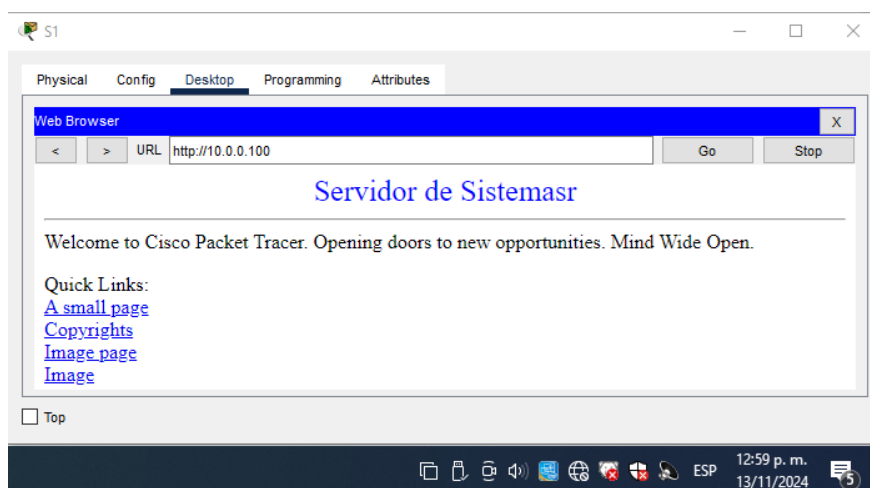 S1
Physical Config Desktop Programming Attributes
Web Browser X
< > URL http://10.0.0.100 Go Stop
Servidor de Sistemasr
Welcome to Cisco Packet Tracer. Opening doors to new opportunities. Mind Wide Open.
Quick Links:
A small page
Copyrights
Image page
Image
Top
ESP 12:59 p. m.
13/11/2024 5